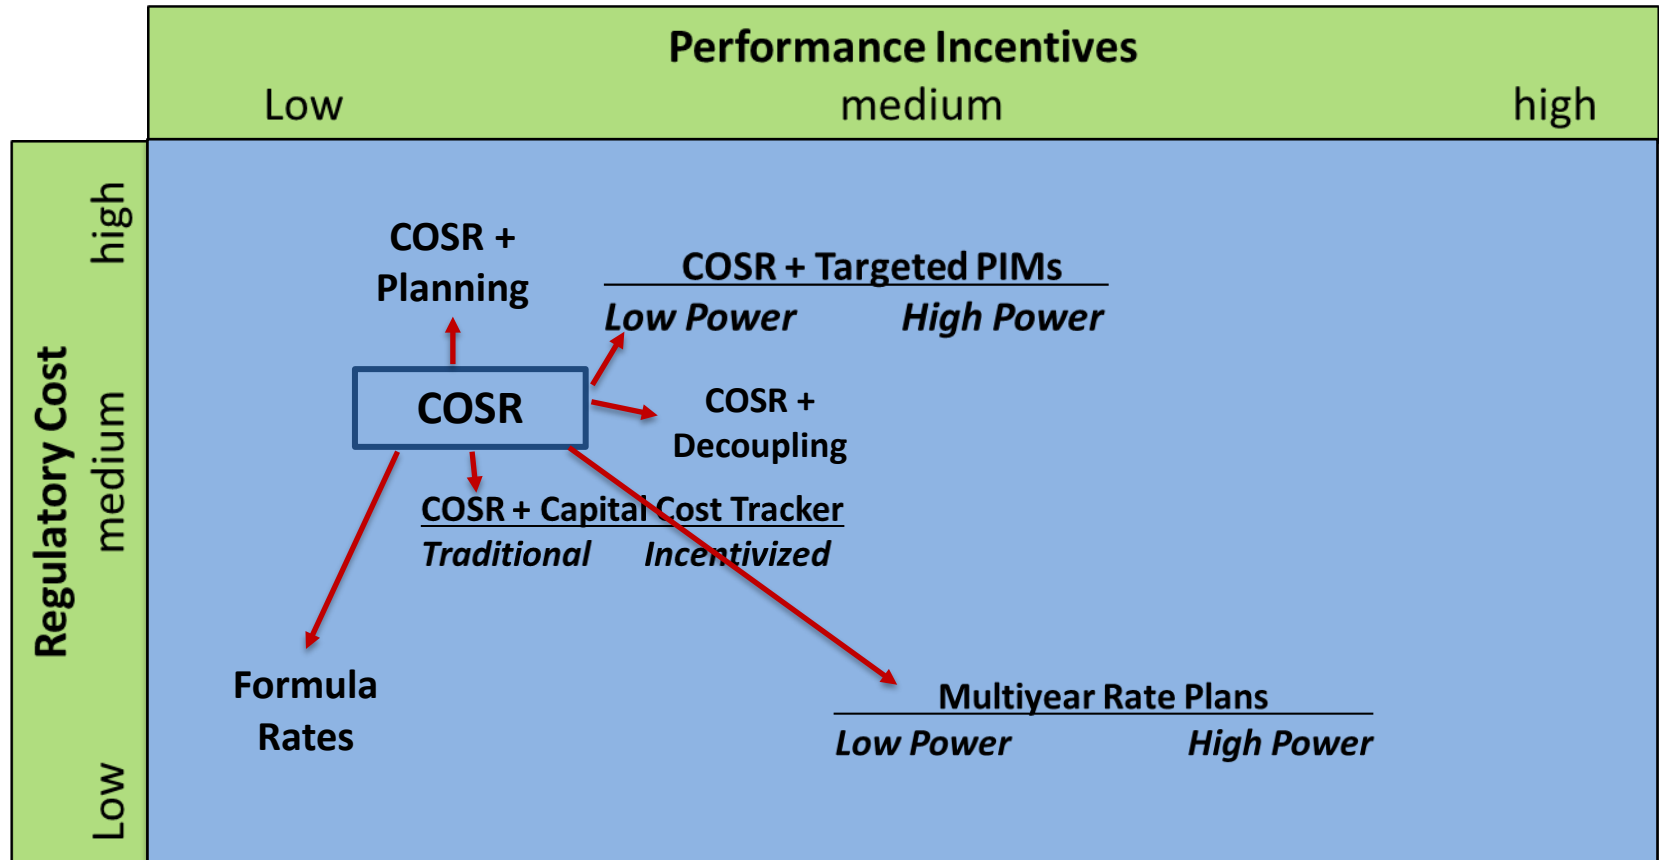 Performance Incentives
Low medium high
Regulatory Cost
high
medium
Low
COSR +
Planning
COSR + Targeted PIMs
Low Power High Power
COSR
COSR +
Decoupling
COSR + Capital Cost Tracker
Traditional Incentivized
Formula
Rates
Multiyear Rate Plans
Low Power High Power